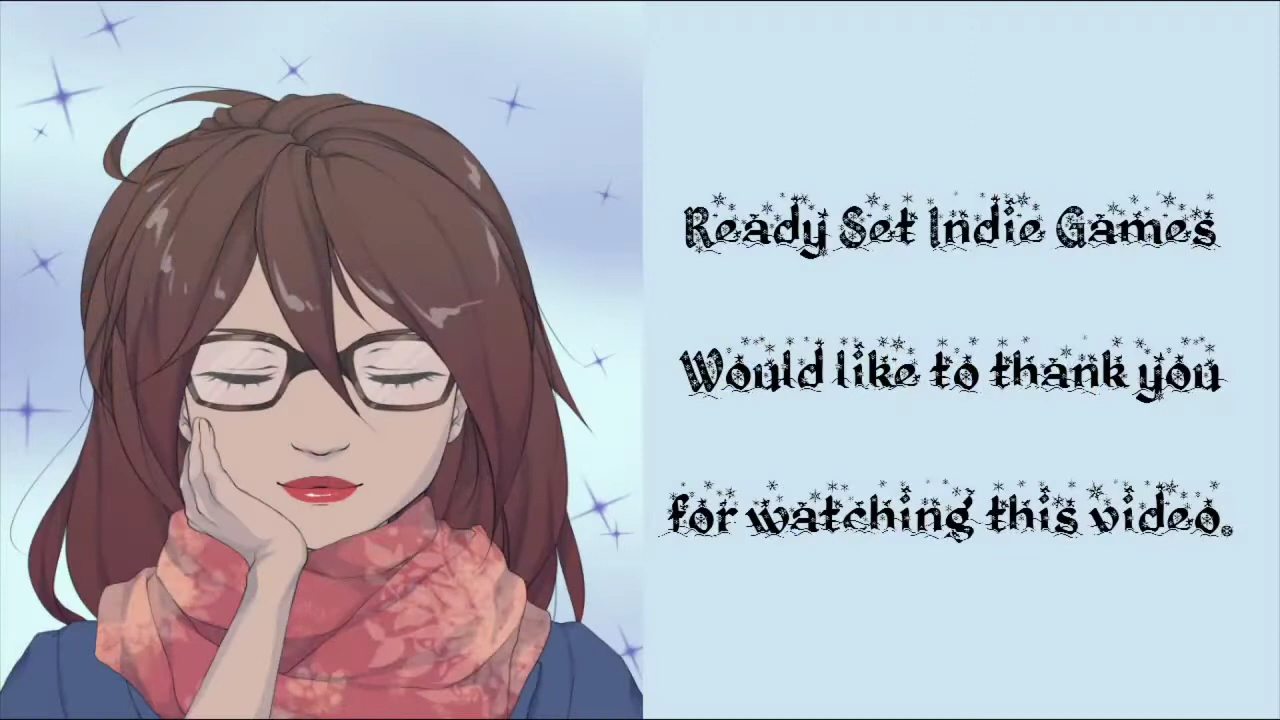 Ready Set Indie Games
Would like to thank you
for watching this video.